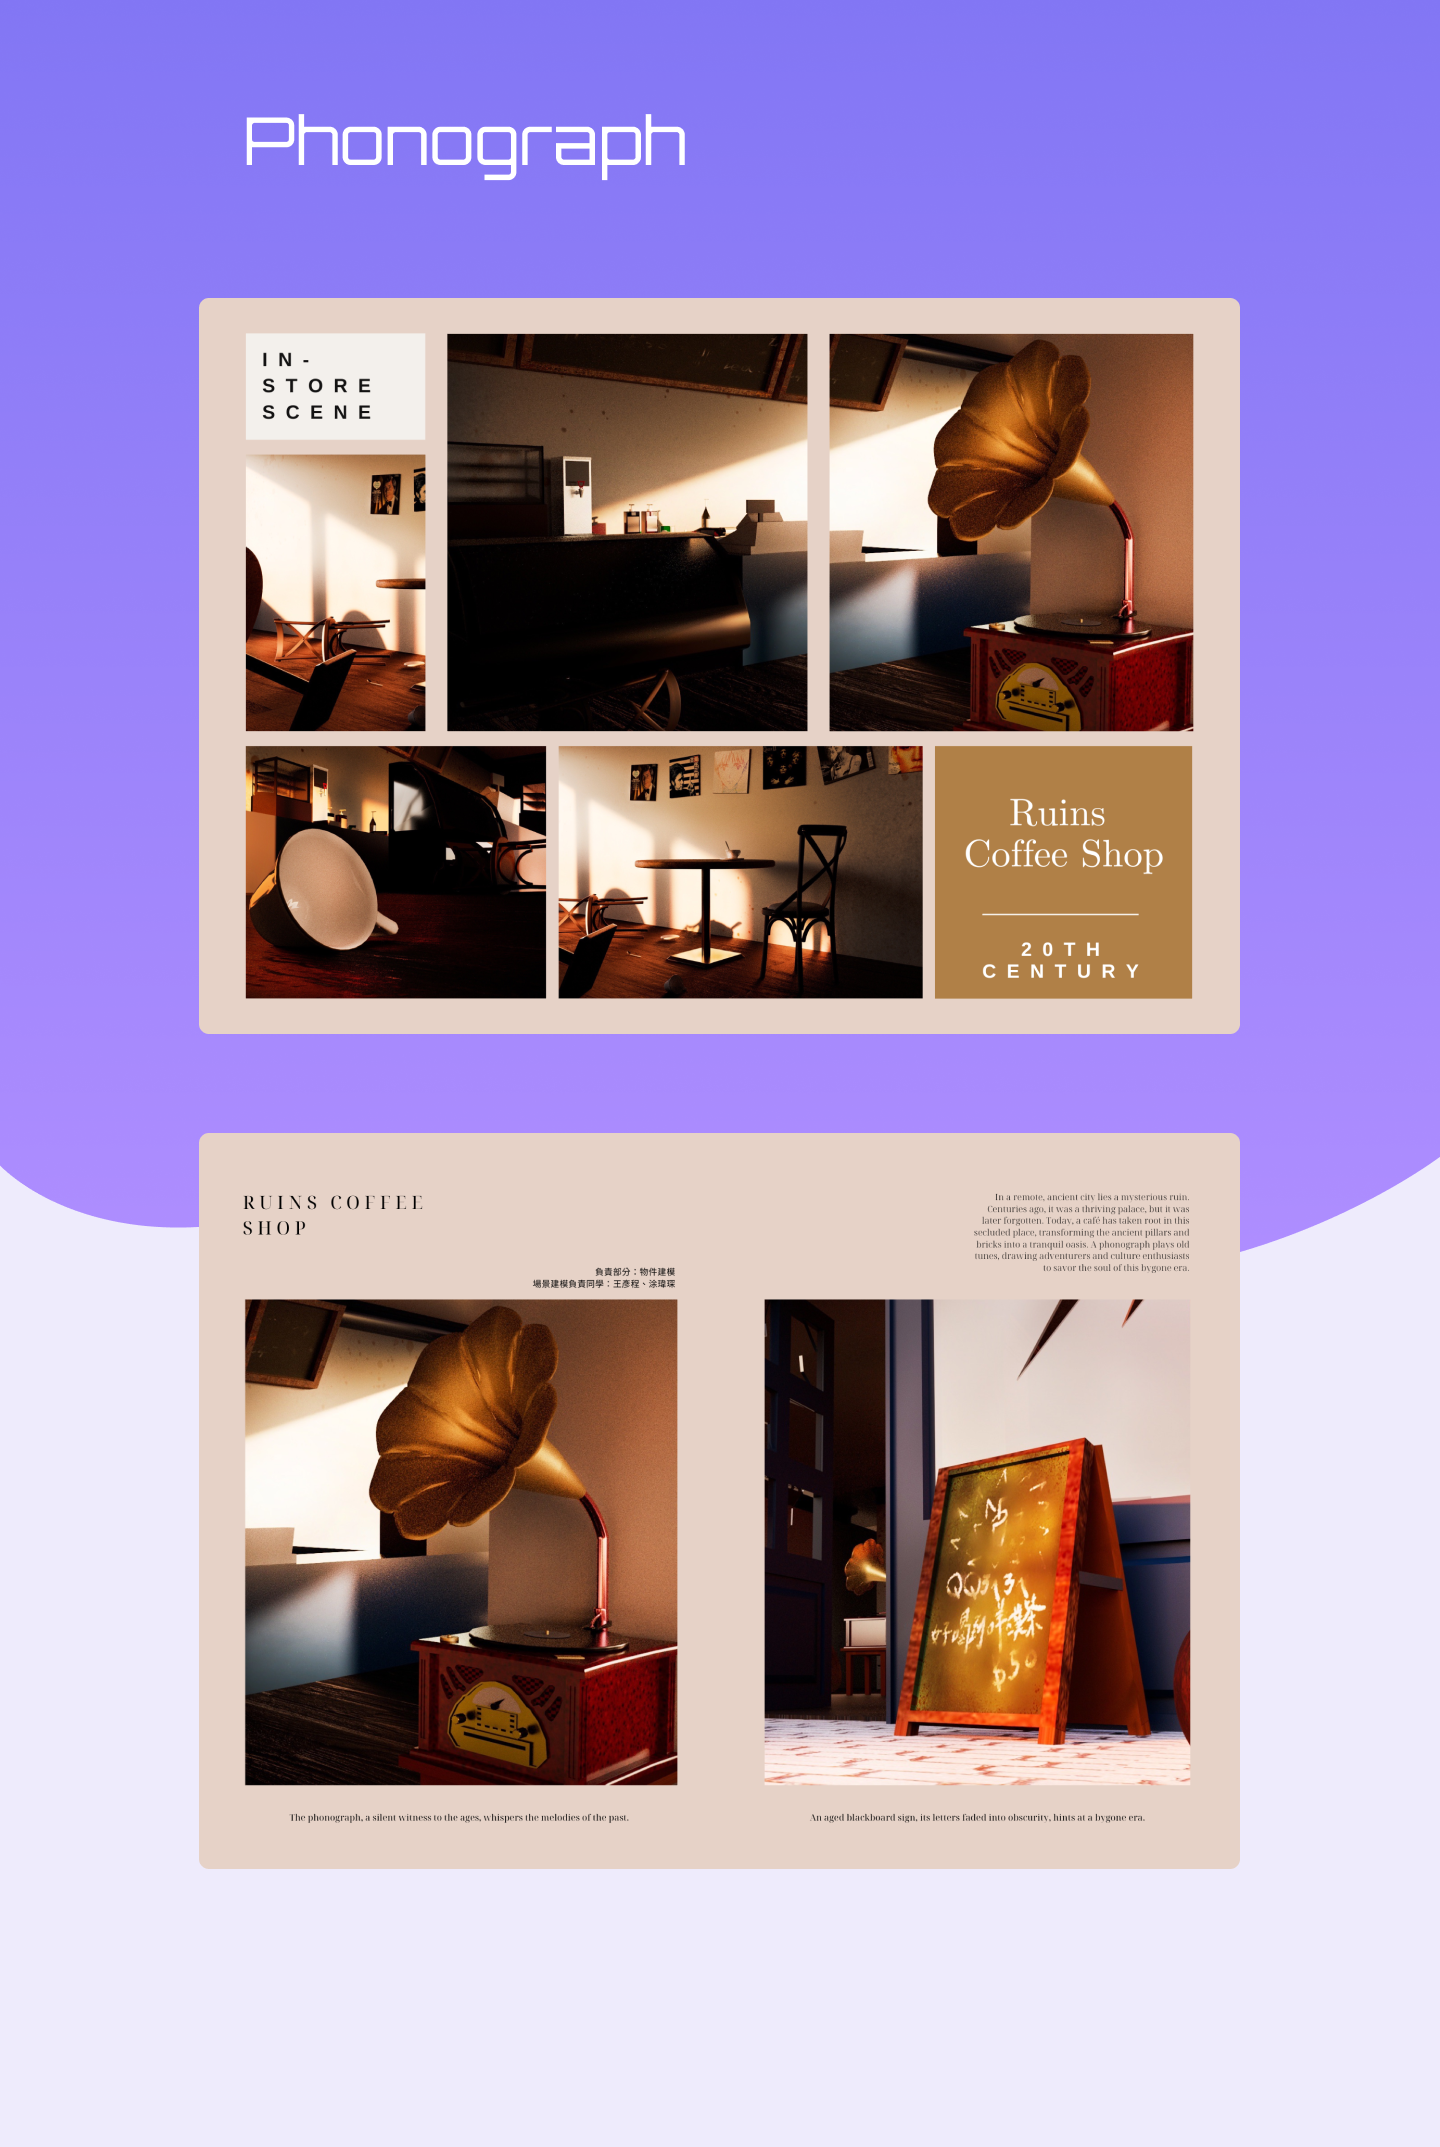 Phonograph
IN-
STORE
SCENE
Ruins
Coffee Shop
20TH
CENTURY
RUINS COFFEE
SHOP
In a remote, ancient city lies a mysterious ruin.
Centuries ago, it was a thriving palace, but it was
later forgotten. Today, a café has taken root in this
secluded place, transforming the ancient pillars and
bricks into a tranquil oasis. A phonograph plays old
tunes, drawing adventurers and culture enthusiasts
to savor the soul of this bygone era.
負責部分：物件建模
場景建模負責同學：王彥程、涂瑋琛
$50
The phonograph, a silent witness to the ages, whispers the melodies of the past.
An aged blackboard sign, its letters faded into obscurity, hints at a bygone era.